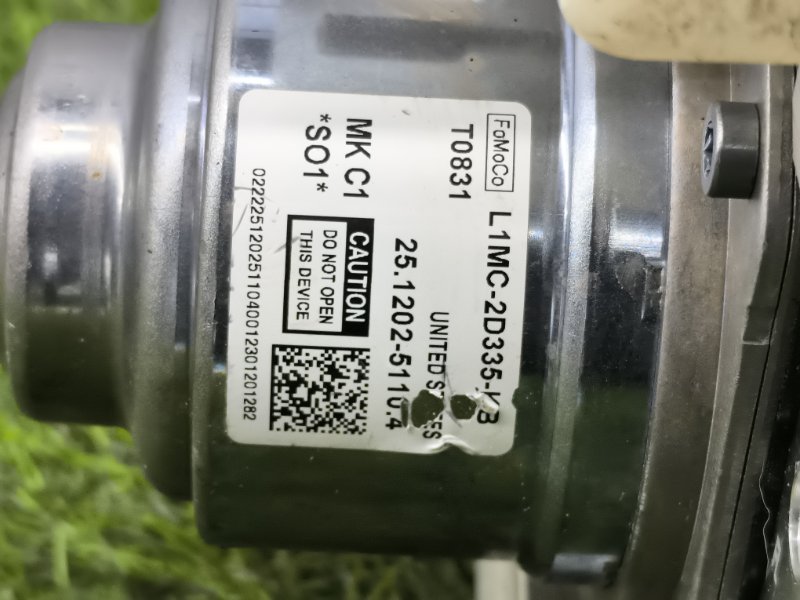 FoMoCo L1MC-2D335-KB
T0831
UNITED STATES
25.1202-5110.4
MK C1
*SO1*
CAUTION
DO NOT OPEN
THIS DEVICE
0222251202511040012301201282